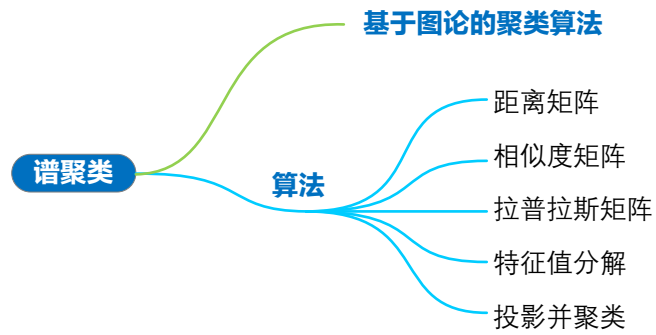 基于图论的聚类算法
距离矩阵
相似度矩阵
谱聚类
算法
拉普拉斯矩阵
特征值分解
投影并聚类